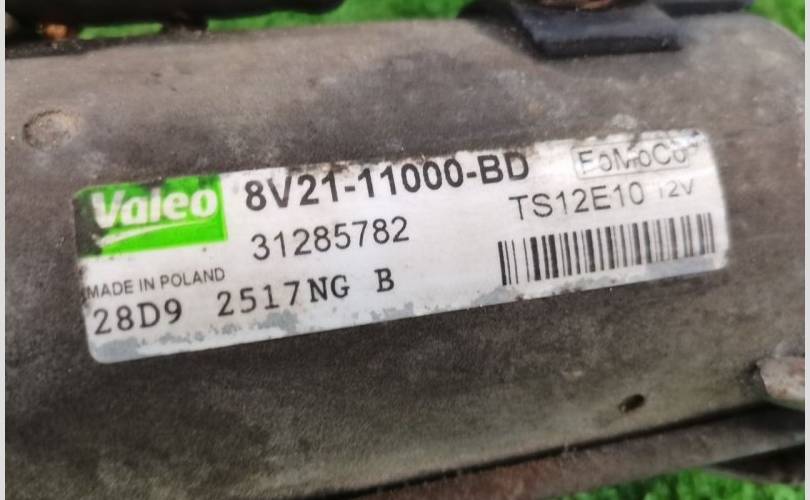 Valeo
8V21-11000-BD
FoMoCo
31285782
TS12E10 12V
MADE IN POLAND
28D9 2517NG B